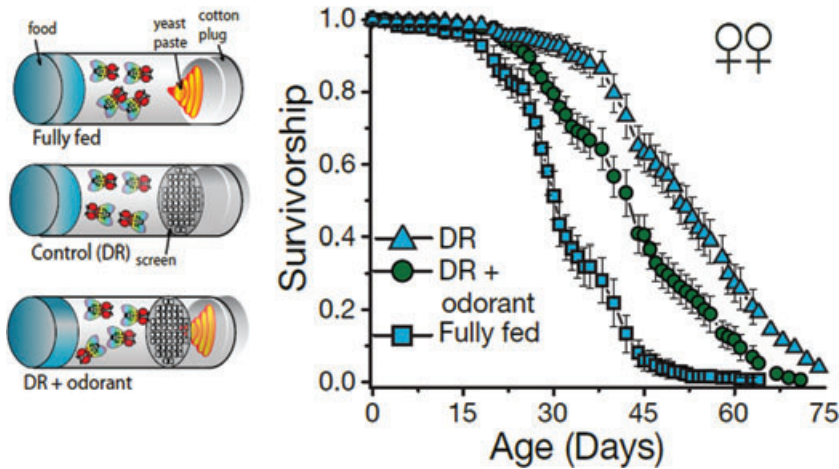 food
yeast
paste
cotton
plug
Fully fed
Control (DR)
screen
DR + odorant
♀♀
Survivorship
1.0
0.8
0.6
0.4
0.2
0.0
DR
DR +
odorant
Fully fed
0 15 30 45 60 75
Age (Days)